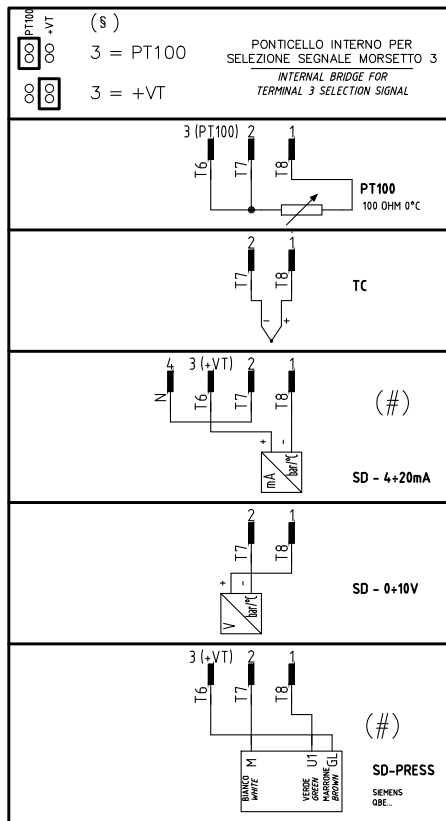 PT100
+VT
(§)
3 = PT100
3 = +VT
PONTICELLO INTERNO PER
SELEZIONE SEGNALE MORSETTO 3
INTERNAL BRIDGE FOR
TERMINAL 3 SELECTION SIGNAL
3 (PT100) 2 1
T6 T7 T8
PT100
100 OHM 0°C
2 1
T7 T8
TC
- +
4 3 (+VT) 2 1
N T6 T7 T8
(#)
+ -
mA bar/°C
SD - 4÷20mA
2 1
T7 T8
+ -
V bar/°C
SD - 0÷10V
3 (+VT) 2 1
T6 T7 T8
(#)
M U1 GL
BIANCO
WHITE
VERDE
GREEN
MARRONE
BROWN
SD-PRESS
SIEMENS
QBE...